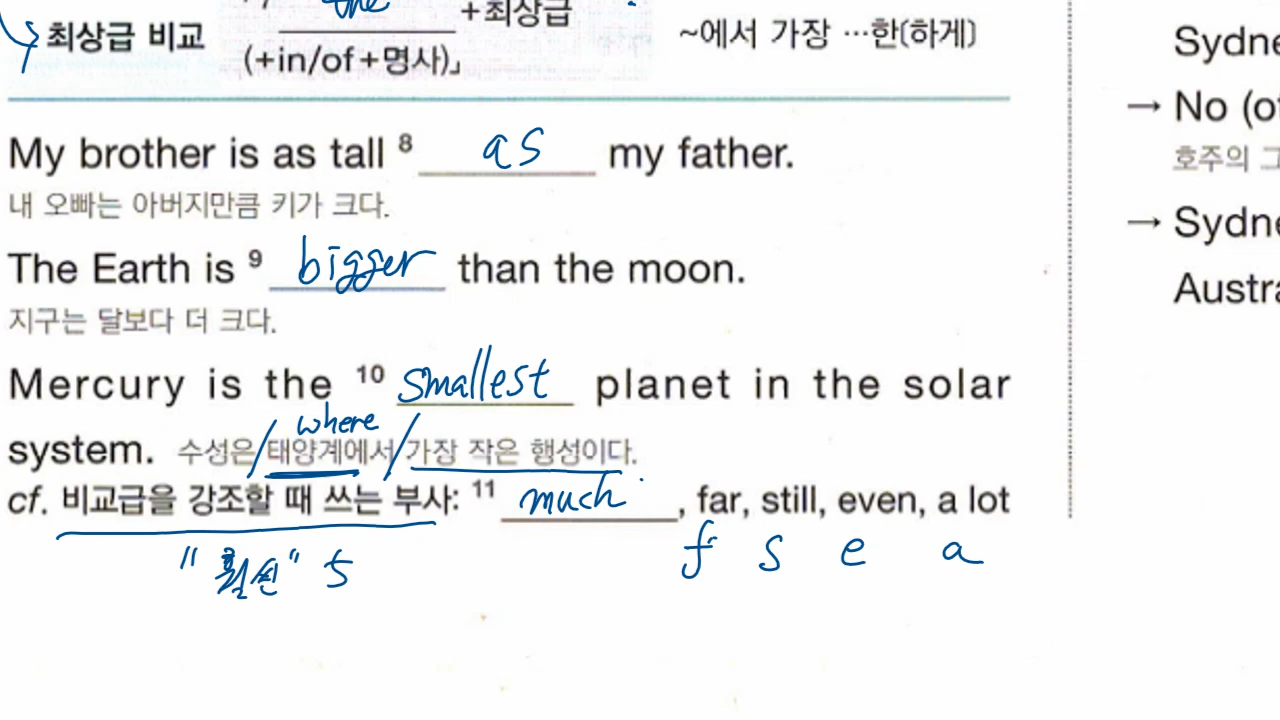 the +최상급
최상급 비교
(+in/of+명사)」
~에서 가장 …한(하게)
My brother is as tall 8 as my father.
내 오빠는 아버지만큼 키가 크다.
The Earth is 9 bigger than the moon.
지구는 달보다 더 크다.
Mercury is the 10 smallest planet in the solar
where
system. 수성은/태양계에서/가장 작은 행성이다.
cf. 비교급을 강조할 때 쓰는 부사: 11 much, far, still, even, a lot
f s e a
"훨씬" 5
→ No
호주의
→